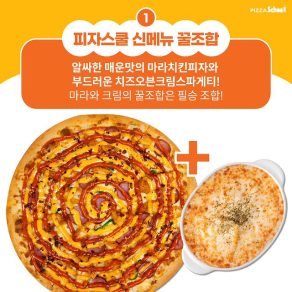 PIZZA School
1
피자스쿨 신메뉴 꿀조합
알싸한 매운맛의 마라치킨피자와
부드러운 치즈오븐크림스파게티!
마라와 크림의 꿀조합은 필승 조합!